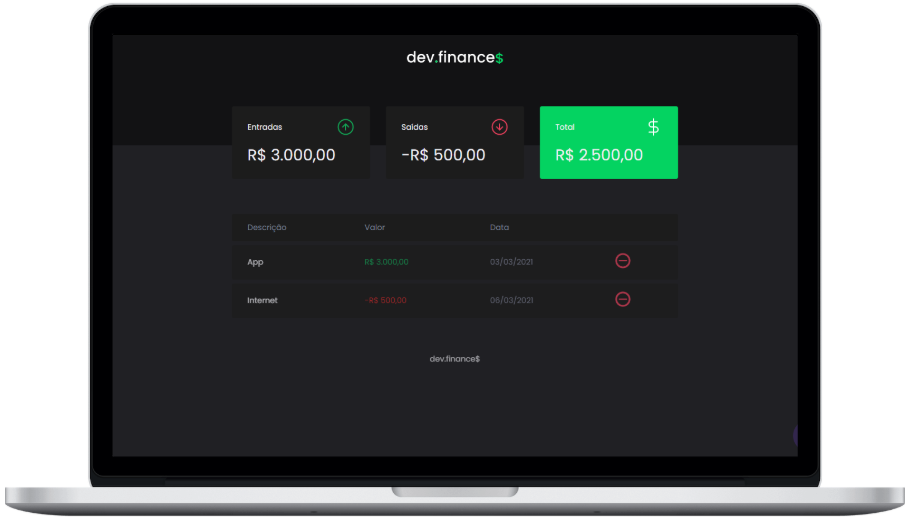 dev.finance$
Entradas
R$ 3.000,00
Saídas
-R$ 500,00
Total
R$ 2.500,00
Descrição Valor Data
App R$ 3.000,00 03/03/2021
Internet -R$ 500,00 06/03/2021
dev.finance$